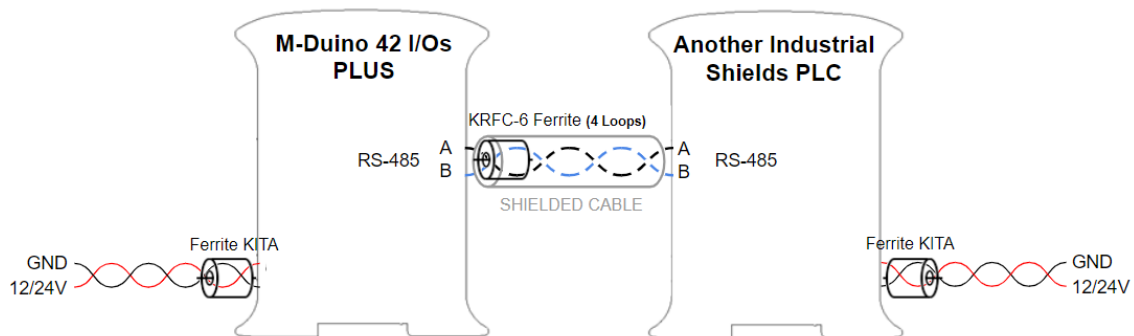 M-Duino 42 I/Os
PLUS
Another Industrial
Shields PLC
KRFC-6 Ferrite (4 Loops)
RS-485
A
B
A
B
RS-485
SHIELDED CABLE
Ferrite KITA
GND
12/24V
Ferrite KITA
GND
12/24V